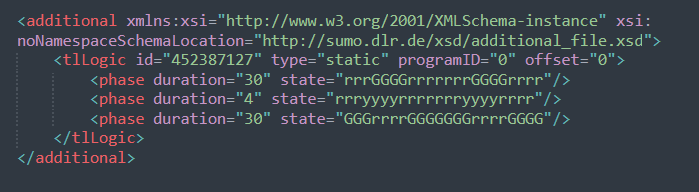 <additional xmlns:xsi="http://www.w3.org/2001/XMLSchema-instance" xsi:
noNamespaceSchemaLocation="http://sumo.dlr.de/xsd/additional_file.xsd">
<tlLogic id="452387127" type="static" programID="0" offset="0">
<phase duration="30" state="rrrGGGGrrrrrrrGGGGrrrr"/>
<phase duration="4" state="rrryyyyrrrrrrryyyyrrrr"/>
<phase duration="30" state="GGGrrrrGGGGGGGrrrrGGGG"/>
</tlLogic>
</additional>